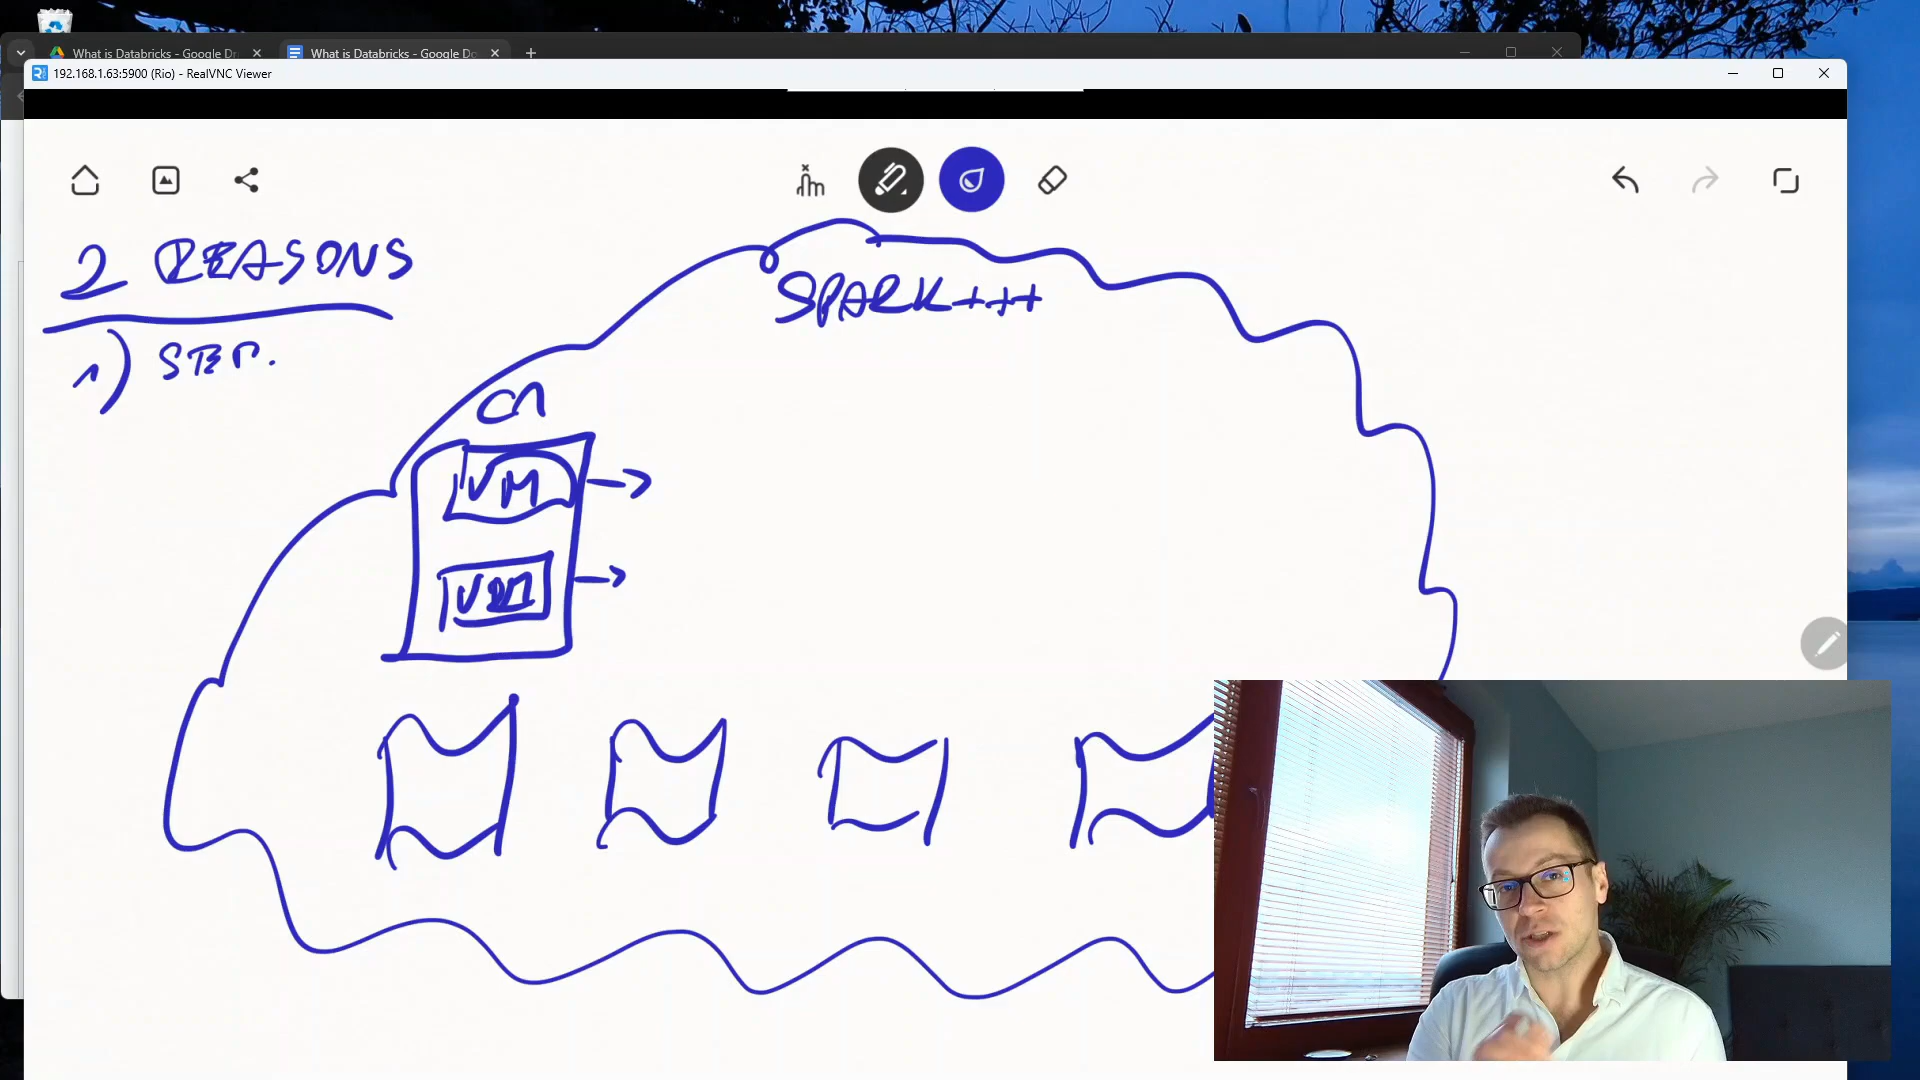 What is Databricks - Google Dr
What is Databricks - Google Do
192.168.1.63:5900 (Rio) - RealVNC Viewer
2 REASONS
SPARK+++
1)
VM